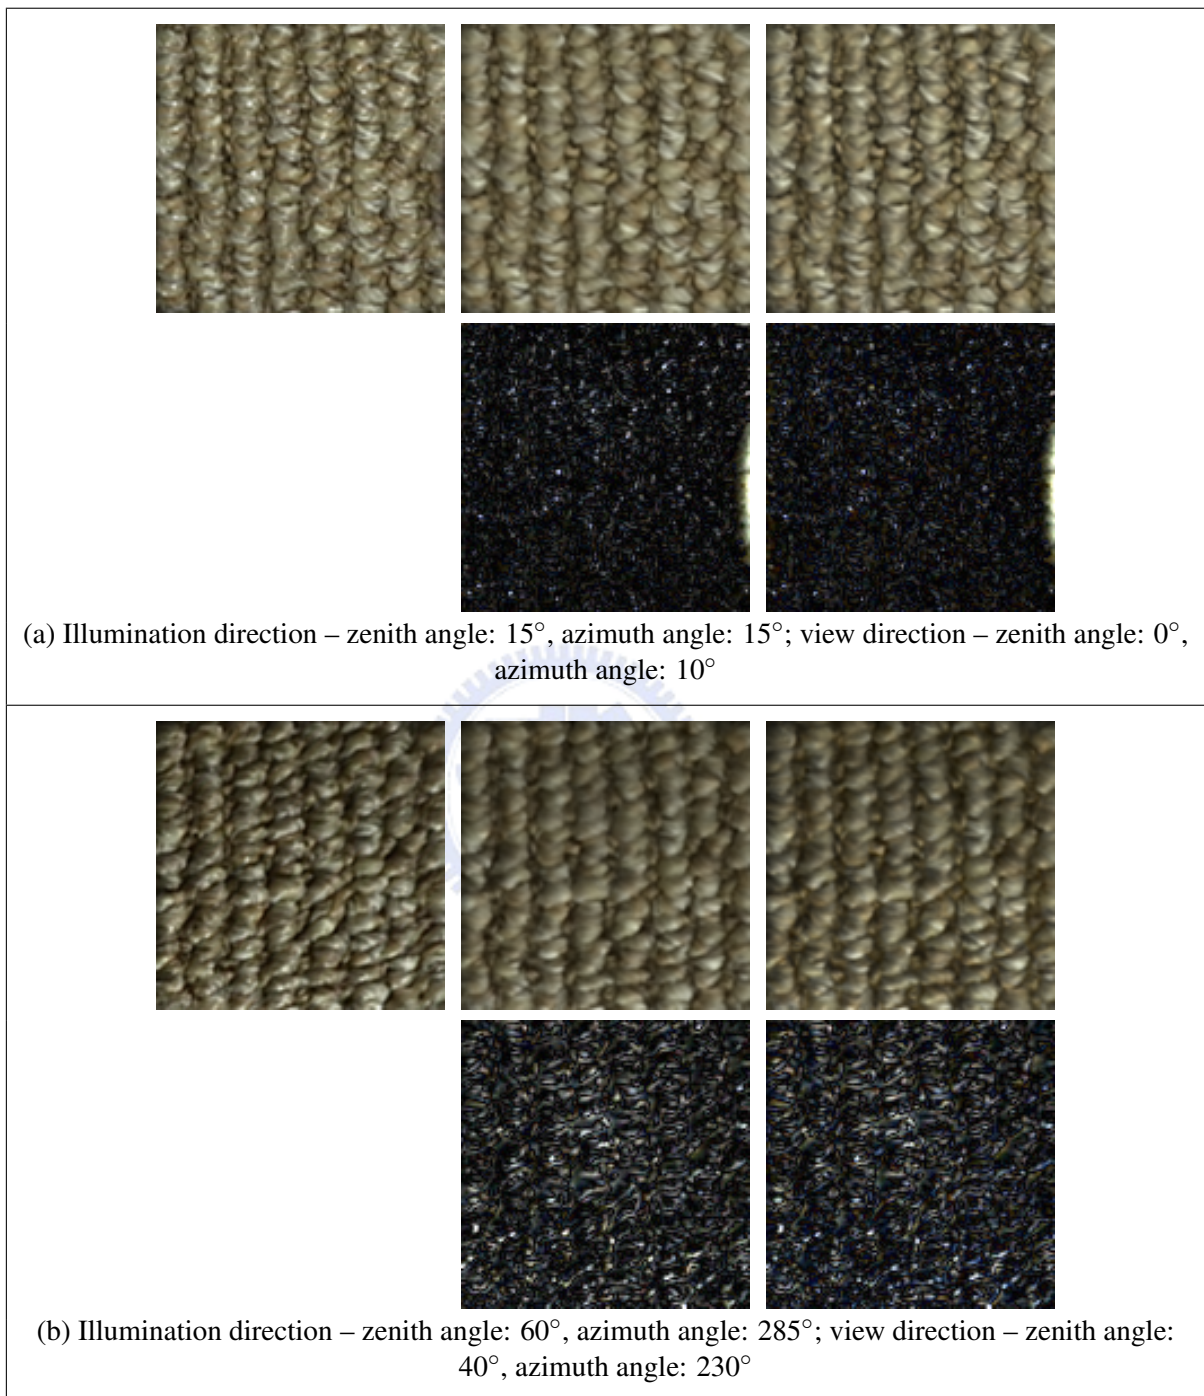 (a) Illumination direction – zenith angle: 15°, azimuth angle: 15°; view direction – zenith angle: 0°,
azimuth angle: 10°
(b) Illumination direction – zenith angle: 60°, azimuth angle: 285°; view direction – zenith angle:
40°, azimuth angle: 230°